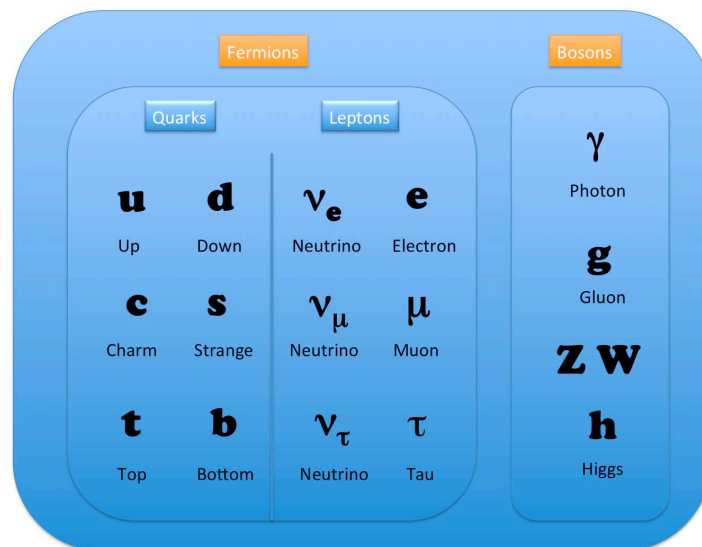 Fermions
Bosons
Quarks
Leptons
u d
Up Down
c s
Charm Strange
t b
Top Bottom
νe e
Neutrino Electron
νμ μ
Neutrino Muon
ντ τ
Neutrino Tau
γ
Photon
g
Gluon
Z W
h
Higgs